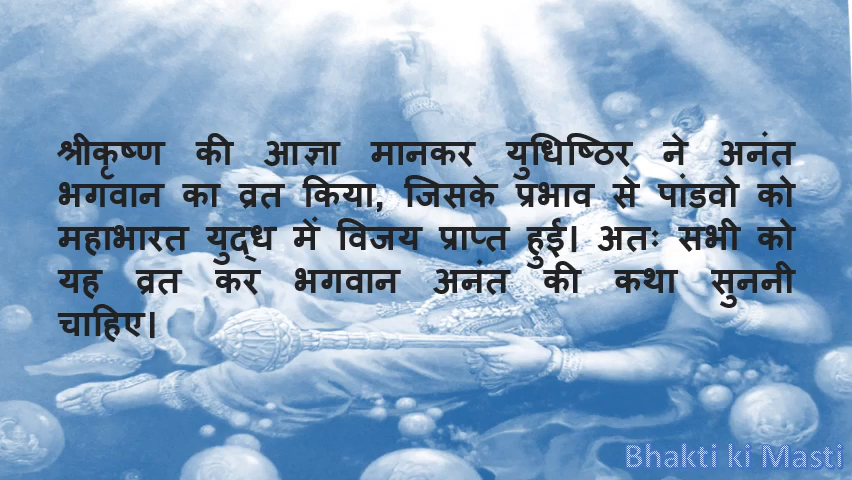 श्रीकृष्ण की आज्ञा मानकर युधिष्ठिर ने अनंत
भगवान का व्रत किया, जिसके प्रभाव से पांडवो को
महाभारत युद्ध में विजय प्राप्त हुई। अतः सभी को
यह व्रत कर भगवान अनंत की कथा सुननी
चाहिए।
Bhakti ki Masti